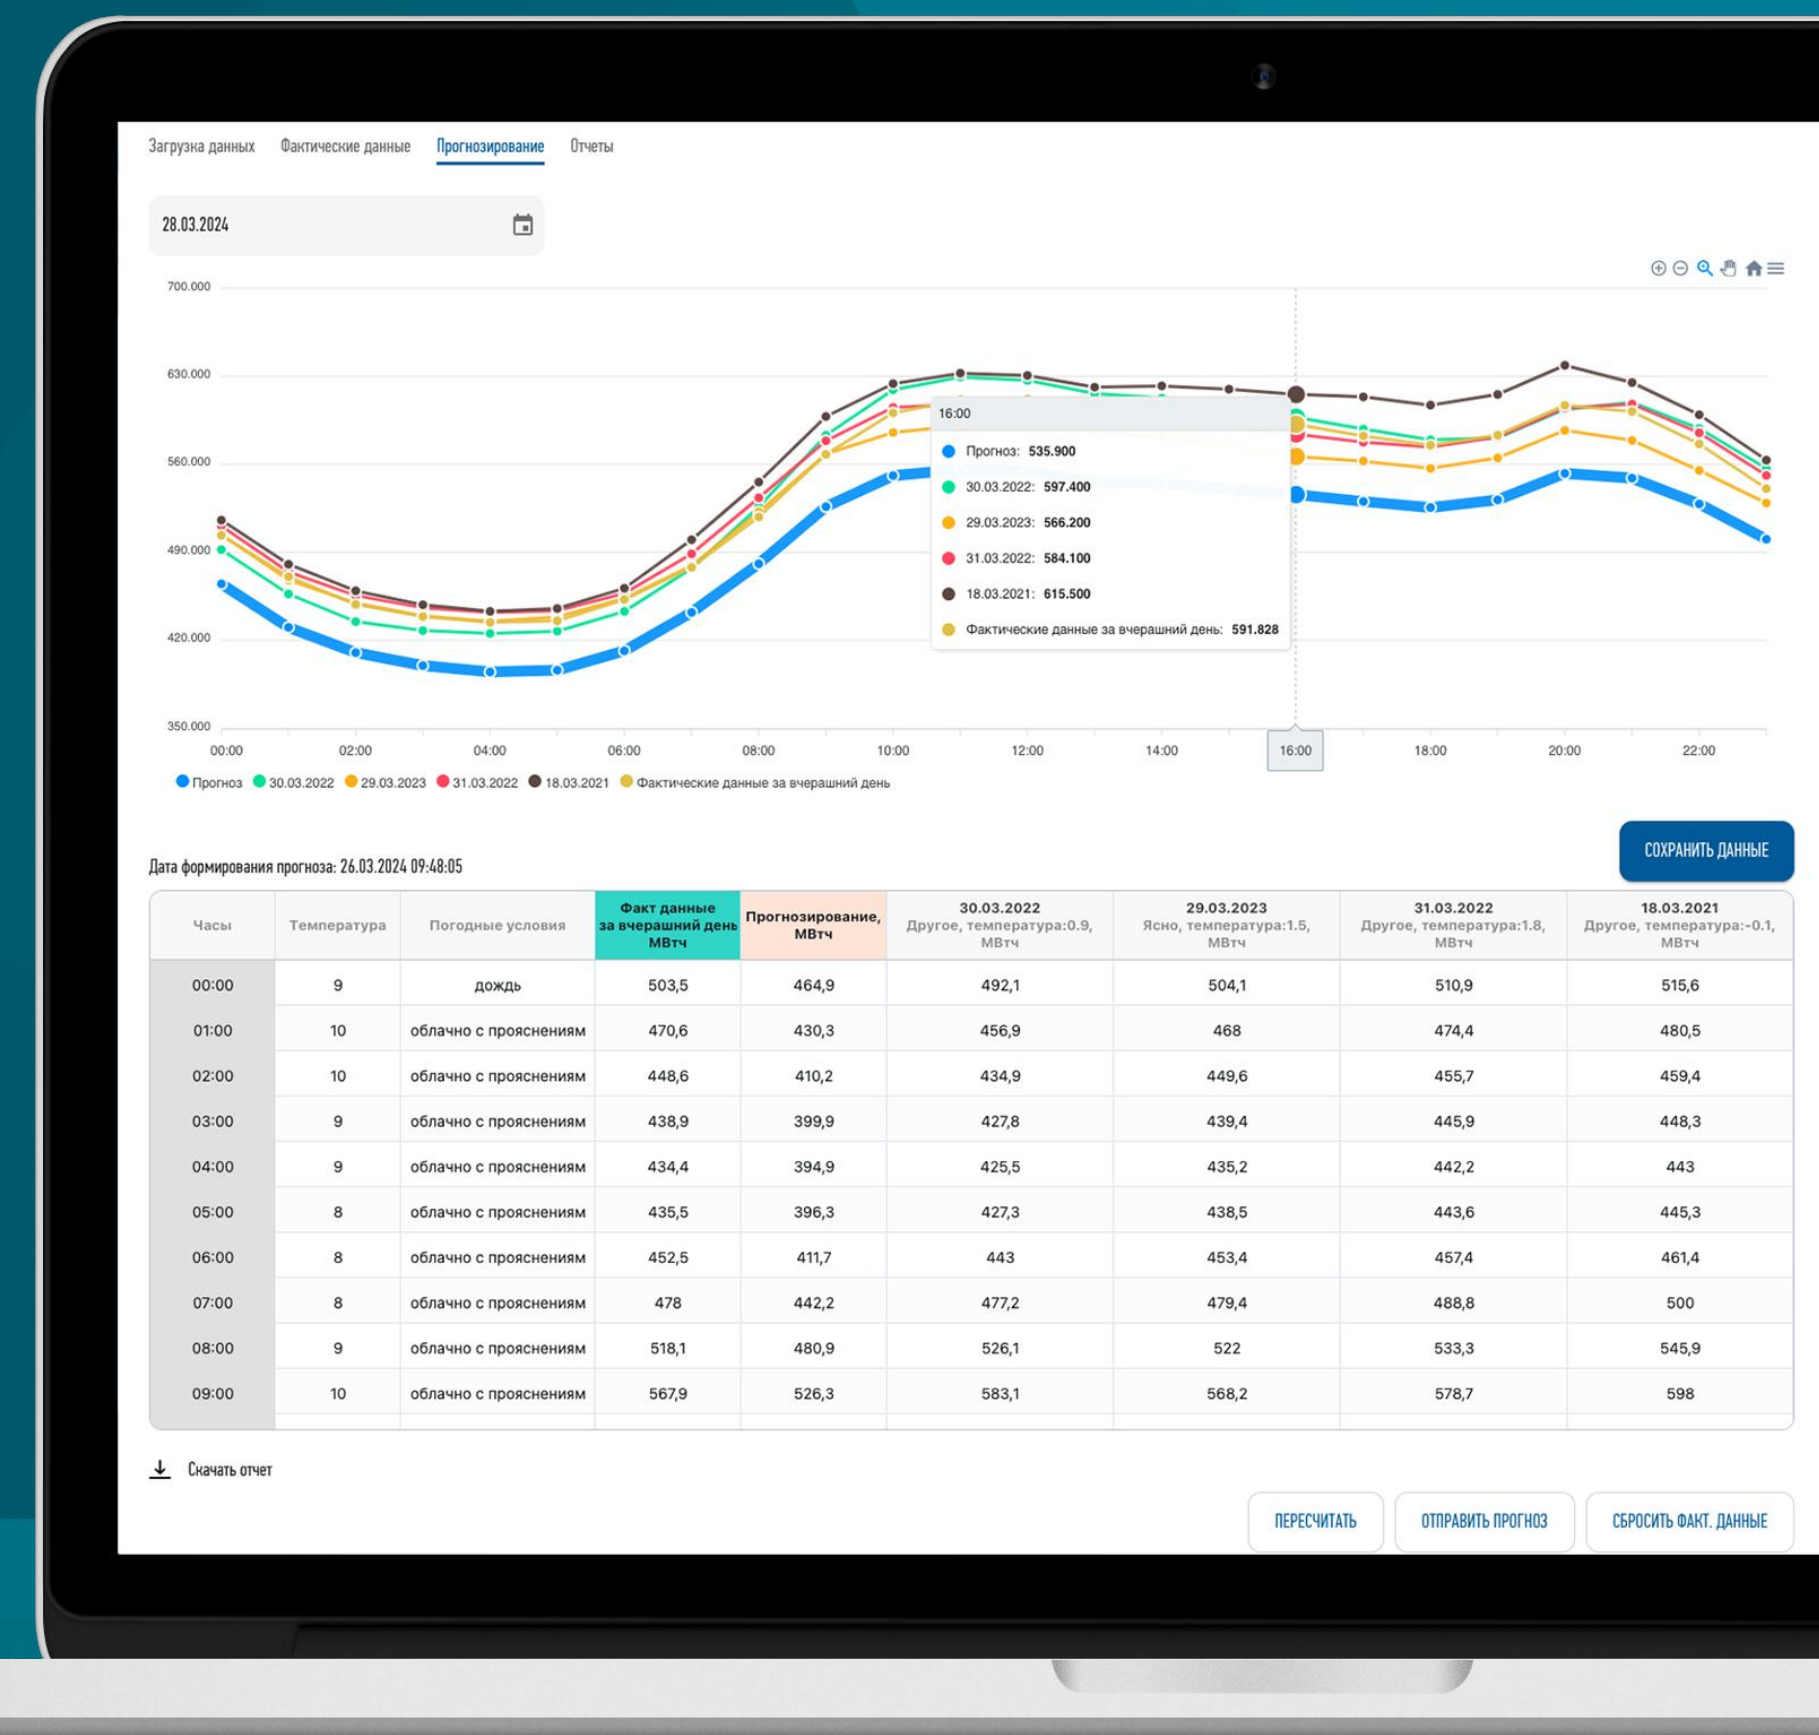 Загрузка данных Фактические данные Прогнозирование Отчеты
28.03.2024
700.000
630.000
560.000
490.000
420.000
350.000
16:00
Прогноз: 535.900
30.03.2022: 597.400
29.03.2023: 566.200
31.03.2022: 584.100
18.03.2021: 615.500
Фактические данные за вчерашний день: 591.828
00:00 02:00 04:00 06:00 08:00 10:00 12:00 14:00 16:00 18:00 20:00 22:00
Прогноз 30.03.2022 29.03.2023 31.03.2022 18.03.2021 Фактические данные за вчерашний день
СОХРАНИТЬ ДАННЫЕ
Дата формирования прогноза: 26.03.2024 09:48:05
Часы Температура Погодные условия Факт данные за вчерашний день МВтч Прогнозирование, МВтч 30.03.2022 Другое, температура:0.9, МВтч 29.03.2023 Ясно, температура:1.5, МВтч 31.03.2022 Другое, температура:1.8, МВтч 18.03.2021 Другое, температура:-0.1, МВтч
00:00 9 дождь 503,5 464,9 492,1 504,1 510,9 515,6
01:00 10 облачно с прояснениям 470,6 430,3 456,9 468 474,4 480,5
02:00 10 облачно с прояснениям 448,6 410,2 434,9 449,6 455,7 459,4
03:00 9 облачно с прояснениям 438,9 399,9 427,8 439,4 445,9 448,3
04:00 9 облачно с прояснениям 434,4 394,9 425,5 435,2 442,2 443
05:00 8 облачно с прояснениям 435,5 396,3 427,3 438,5 443,6 445,3
06:00 8 облачно с прояснениям 452,5 411,7 443 453,4 457,4 461,4
07:00 8 облачно с прояснениям 478 442,2 477,2 479,4 488,8 500
08:00 9 облачно с прояснениям 518,1 480,9 526,1 522 533,3 545,9
09:00 10 облачно с прояснениям 567,9 526,3 583,1 568,2 578,7 598
Скачать отчет
ПЕРЕСЧИТАТЬ ОТПРАВИТЬ ПРОГНОЗ СБРОСИТЬ ФАКТ. ДАННЫЕ